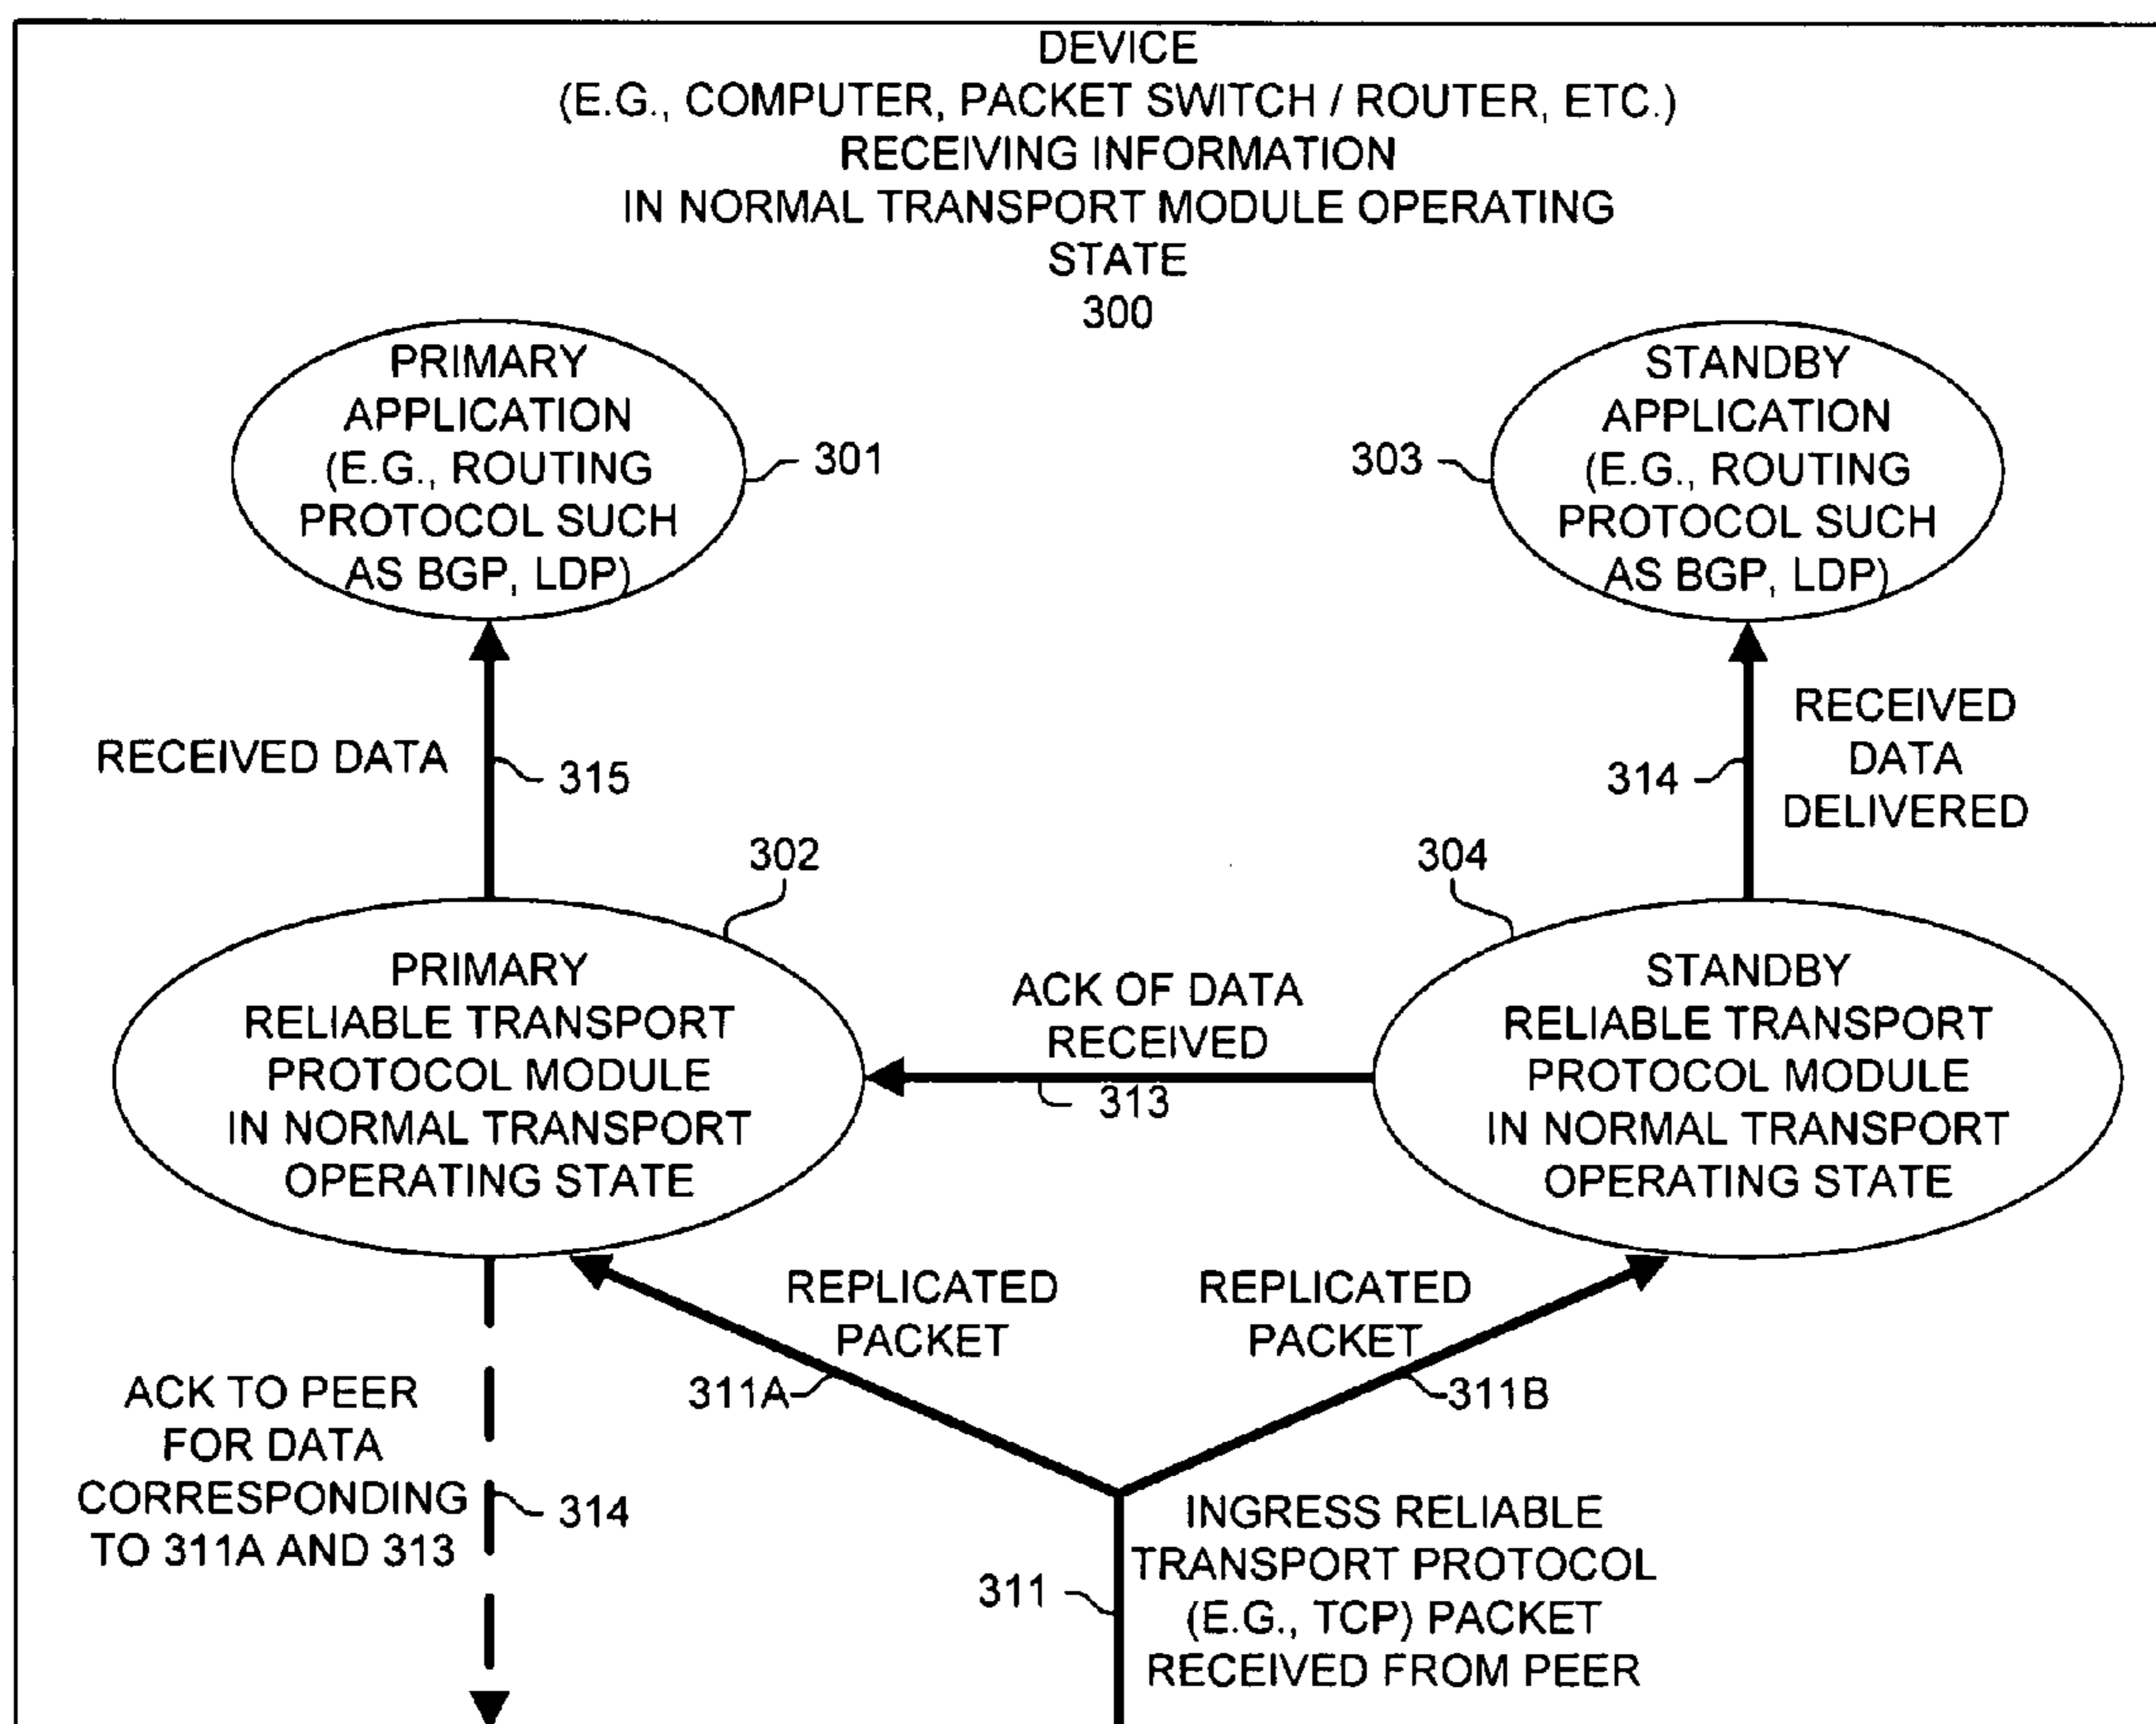 DEVICE
(E.G., COMPUTER, PACKET SWITCH / ROUTER, ETC.)
RECEIVING INFORMATION
IN NORMAL TRANSPORT MODULE OPERATING
STATE
300
PRIMARY
APPLICATION
(E.G., ROUTING
PROTOCOL SUCH
AS BGP, LDP)
301
303
STANDBY
APPLICATION
(E.G., ROUTING
PROTOCOL SUCH
AS BGP, LDP)
RECEIVED DATA
315
314
RECEIVED
DATA
DELIVERED
302
304
PRIMARY
RELIABLE TRANSPORT
PROTOCOL MODULE
IN NORMAL TRANSPORT
OPERATING STATE
ACK OF DATA
RECEIVED
313
STANDBY
RELIABLE TRANSPORT
PROTOCOL MODULE
IN NORMAL TRANSPORT
OPERATING STATE
REPLICATED
PACKET
311A
REPLICATED
PACKET
311B
ACK TO PEER
FOR DATA
CORRESPONDING
TO 311A AND 313
314
311
INGRESS RELIABLE
TRANSPORT PROTOCOL
(E.G., TCP) PACKET
RECEIVED FROM PEER